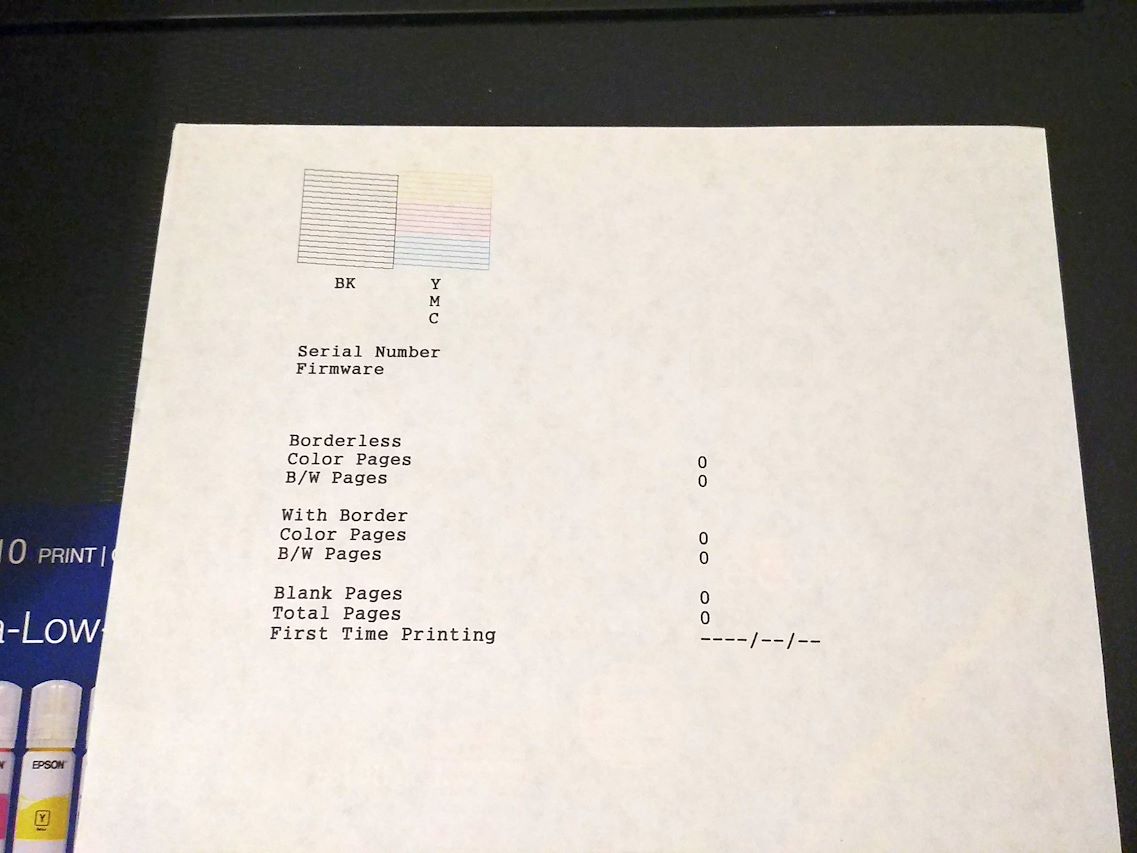 BK Y
M
C
Serial Number
Firmware
Borderless
Color Pages 0
B/W Pages 0
With Border
Color Pages 0
B/W Pages 0
Blank Pages 0
Total Pages 0
First Time Printing ----/--/--
10 PRINT |
-Low-
EPSON
Y